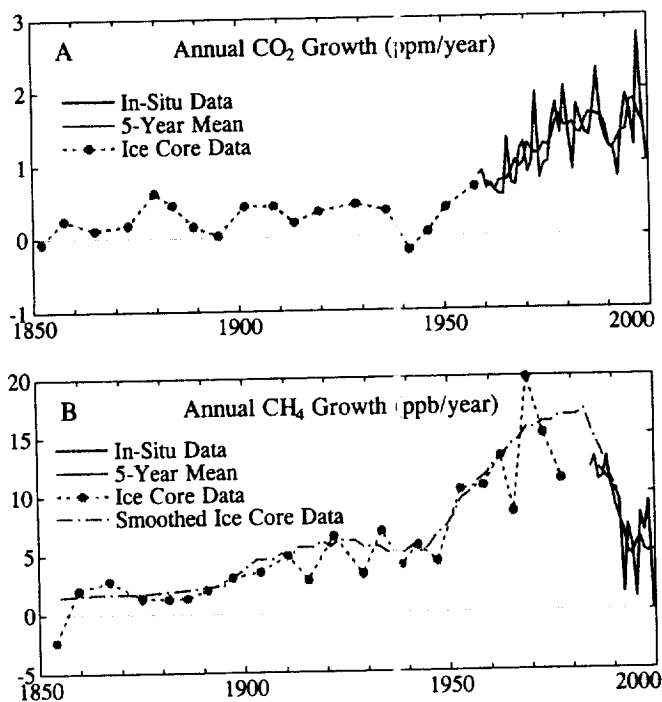 A Annual CO₂ Growth (ppm/year)
3
2
1
0
-1
In-Situ Data
5-Year Mean
Ice Core Data
1850 1900 1950 2000
B Annual CH₄ Growth (ppb/year)
20
15
10
5
0
-5
In-Situ Data
5-Year Mean
Ice Core Data
Smoothed Ice Core Data
1850 1900 1950 2000